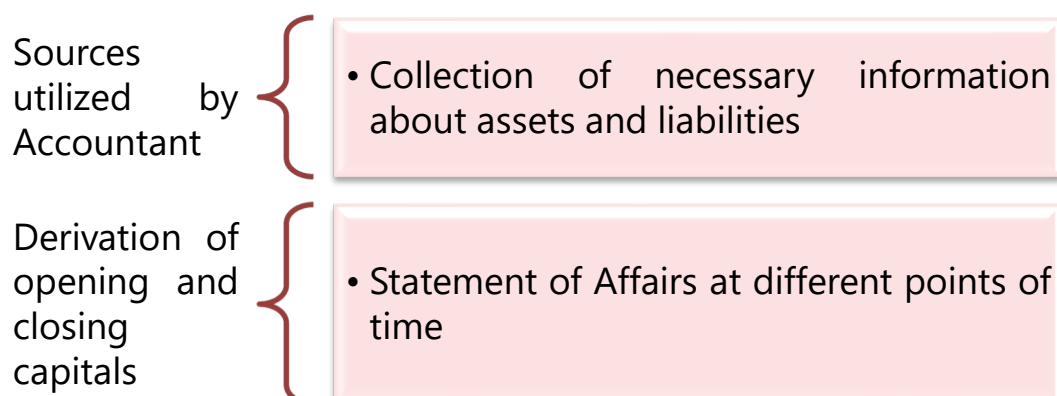 Sources
utilized by
Accountant
• Collection of necessary information
about assets and liabilities
Derivation of
opening and
closing
capitals
• Statement of Affairs at different points of
time